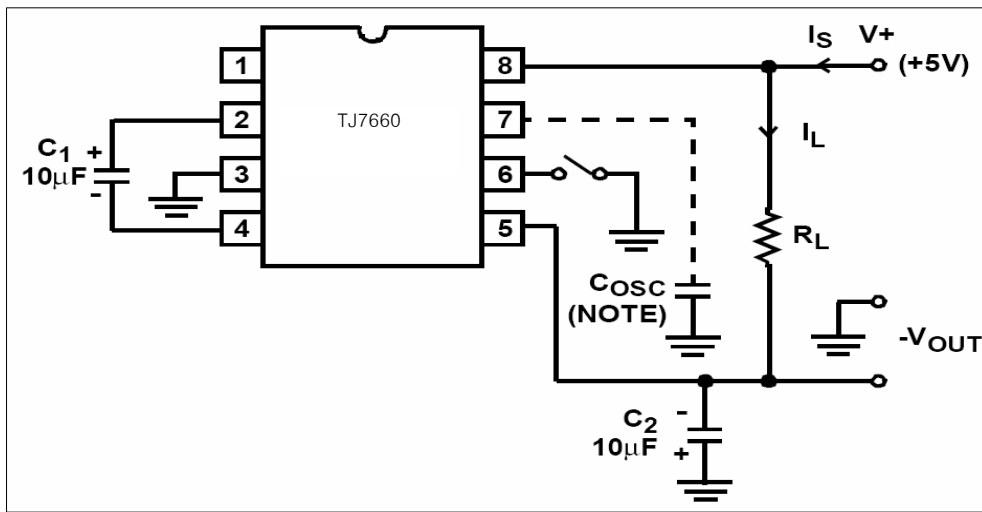 I_S V+
(+5V)
1 8
2 TJ7660 7
C_1 +
10µF
-
3 6
4 5
I_L
R_L
C_OSC
(NOTE)
-V_OUT
C_2 -
10µF +